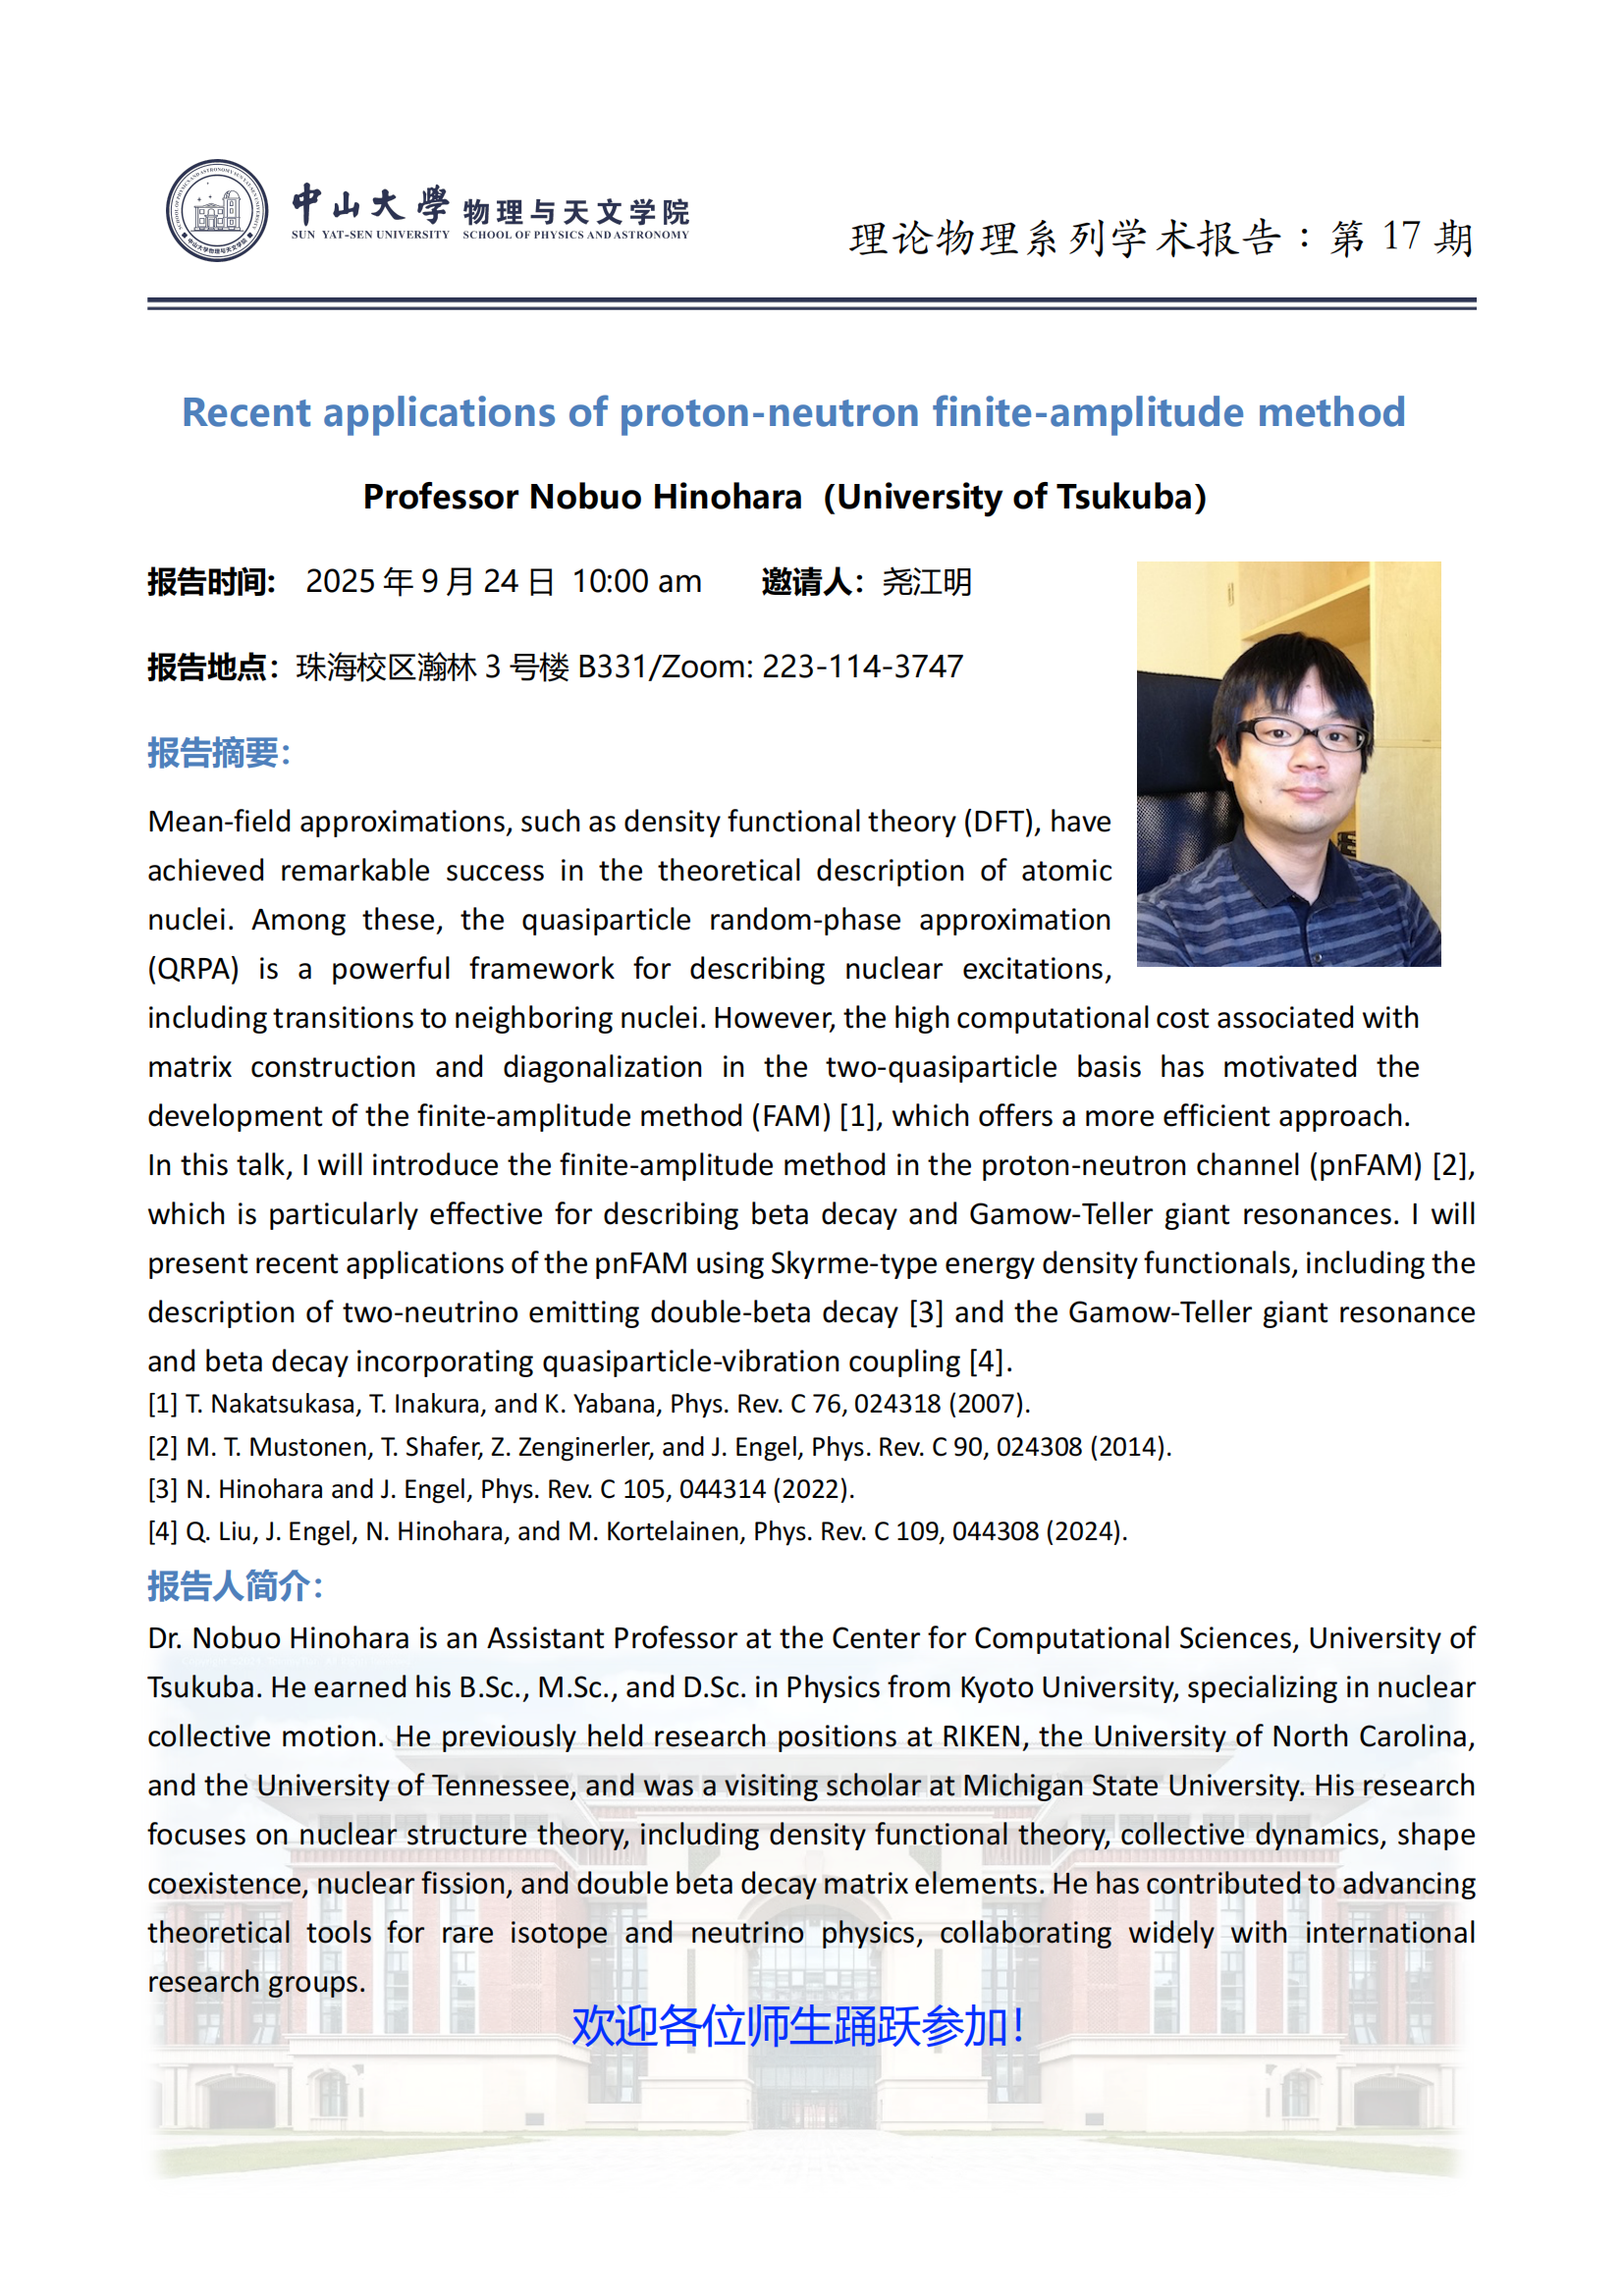 中山大學 物理与天文学院
SUN YAT-SEN UNIVERSITY SCHOOL OF PHYSICS AND ASTRONOMY
理论物理系列学术报告：第 17 期
Recent applications of proton-neutron finite-amplitude method
Professor Nobuo Hinohara (University of Tsukuba)
报告时间: 2025 年 9 月 24 日 10:00 am 邀请人：尧江明
报告地点：珠海校区瀚林 3 号楼 B331/Zoom: 223-114-3747
报告摘要：
Mean-field approximations, such as density functional theory (DFT), have
achieved remarkable success in the theoretical description of atomic
nuclei. Among these, the quasiparticle random-phase approximation
(QRPA) is a powerful framework for describing nuclear excitations,
including transitions to neighboring nuclei. However, the high computational cost associated with
matrix construction and diagonalization in the two-quasiparticle basis has motivated the
development of the finite-amplitude method (FAM) [1], which offers a more efficient approach.
In this talk, I will introduce the finite-amplitude method in the proton-neutron channel (pnFAM) [2],
which is particularly effective for describing beta decay and Gamow-Teller giant resonances. I will
present recent applications of the pnFAM using Skyrme-type energy density functionals, including the
description of two-neutrino emitting double-beta decay [3] and the Gamow-Teller giant resonance
and beta decay incorporating quasiparticle-vibration coupling [4].
[1] T. Nakatsukasa, T. Inakura, and K. Yabana, Phys. Rev. C 76, 024318 (2007).
[2] M. T. Mustonen, T. Shafer, Z. Zenginerler, and J. Engel, Phys. Rev. C 90, 024308 (2014).
[3] N. Hinohara and J. Engel, Phys. Rev. C 105, 044314 (2022).
[4] Q. Liu, J. Engel, N. Hinohara, and M. Kortelainen, Phys. Rev. C 109, 044308 (2024).
报告人简介：
Dr. Nobuo Hinohara is an Assistant Professor at the Center for Computational Sciences, University of
Tsukuba. He earned his B.Sc., M.Sc., and D.Sc. in Physics from Kyoto University, specializing in nuclear
collective motion. He previously held research positions at RIKEN, the University of North Carolina,
and the University of Tennessee, and was a visiting scholar at Michigan State University. His research
focuses on nuclear structure theory, including density functional theory, collective dynamics, shape
coexistence, nuclear fission, and double beta decay matrix elements. He has contributed to advancing
theoretical tools for rare isotope and neutrino physics, collaborating widely with international
research groups.
欢迎各位师生踊跃参加！